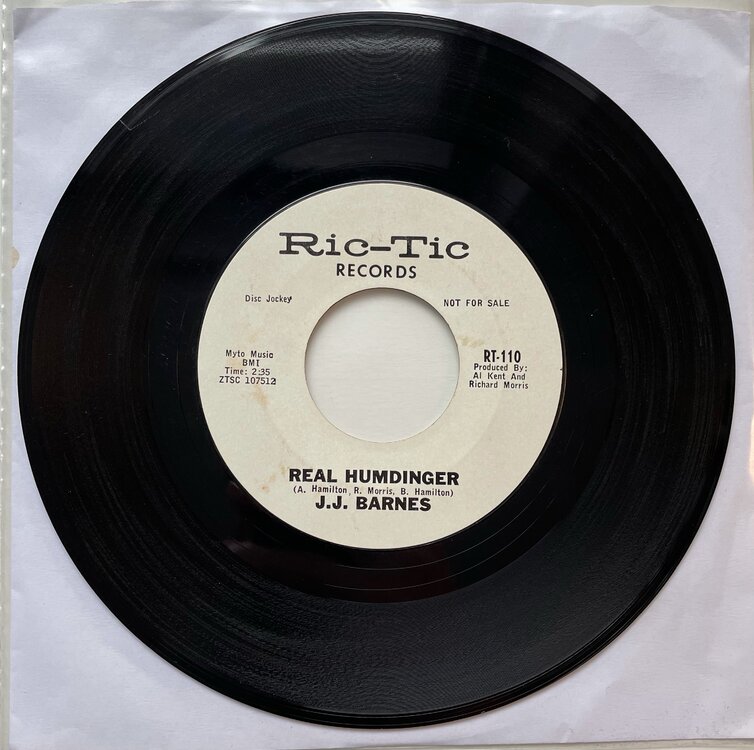 Ric-Tic
RECORDS
Disc Jockey
NOT FOR SALE
Myto Music
BMI
Time: 2:35
ZTSC 107512
RT-110
Produced By:
Al Kent And
Richard Morris
REAL HUMDINGER
(A. Hamilton, R. Morris, B. Hamilton)
J.J. BARNES